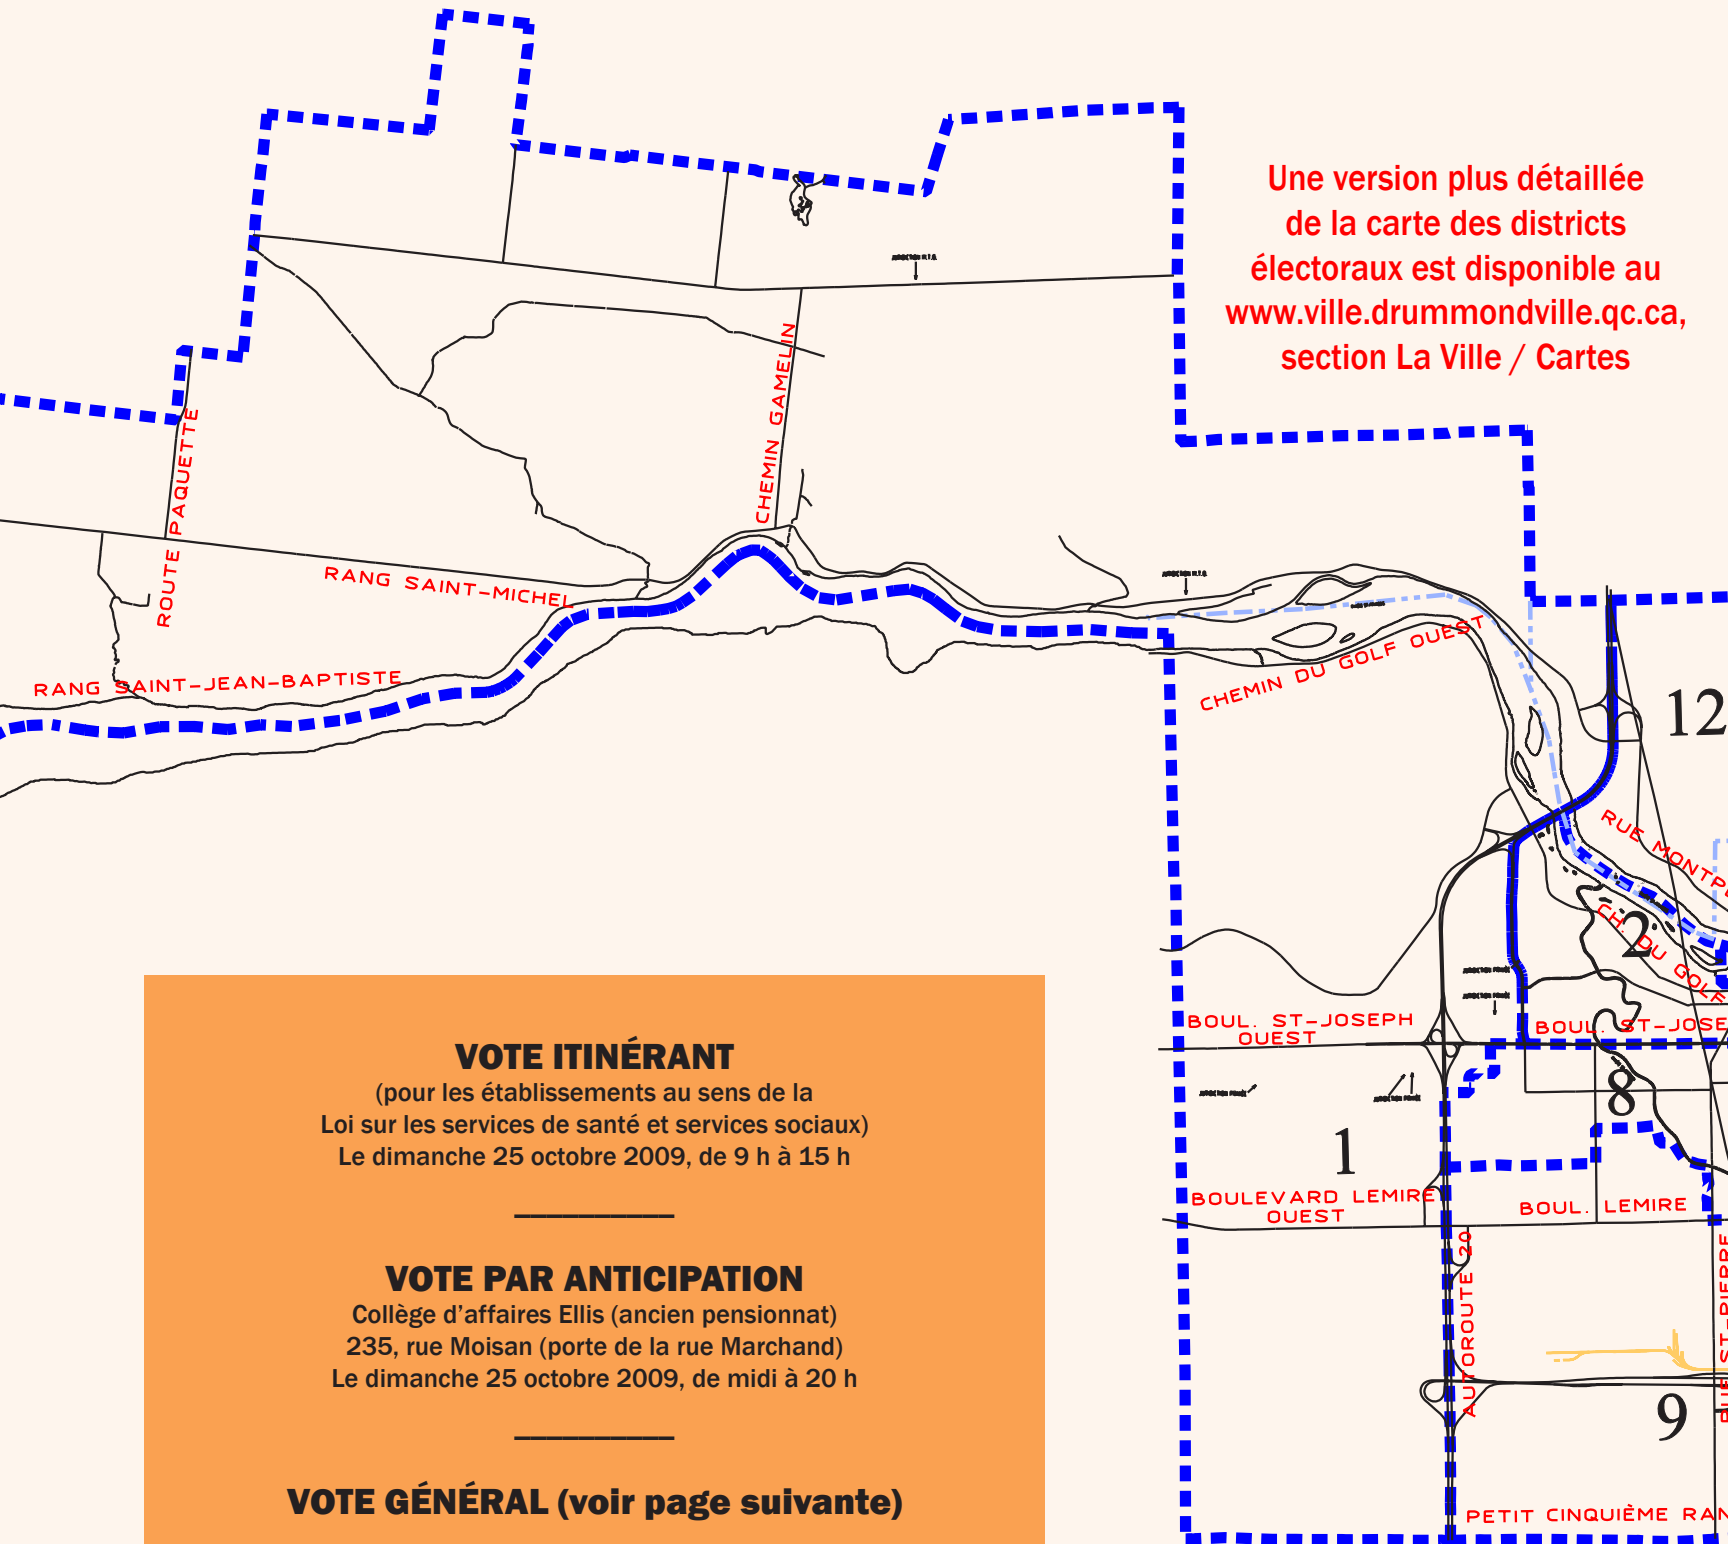 Une version plus détaillée
de la carte des districts
électoraux est disponible au
www.ville.drummondville.qc.ca,
section La Ville / Cartes
CHEMIN GAMELIN
ROUTE PAQUETTE
RANG SAINT-MICHEL
RANG SAINT-JEAN-BAPTISTE
CHEMIN DU GOLF OUEST
12
RUE MONTP
2
CH. DU GOLF
BOUL. ST-JOSEPH
OUEST
BOUL. ST-JOSE
8
1
BOULEVARD LEMIRE
OUEST
BOUL. LEMIRE
AUTOROUTE 20
RUE ST-PIERRE
9
PETIT CINQUIÈME RAN
VOTE ITINÉRANT
(pour les établissements au sens de la
Loi sur les services de santé et services sociaux)
Le dimanche 25 octobre 2009, de 9 h à 15 h
VOTE PAR ANTICIPATION
Collège d’affaires Ellis (ancien pensionnat)
235, rue Moisan (porte de la rue Marchand)
Le dimanche 25 octobre 2009, de midi à 20 h
VOTE GÉNÉRAL (voir page suivante)